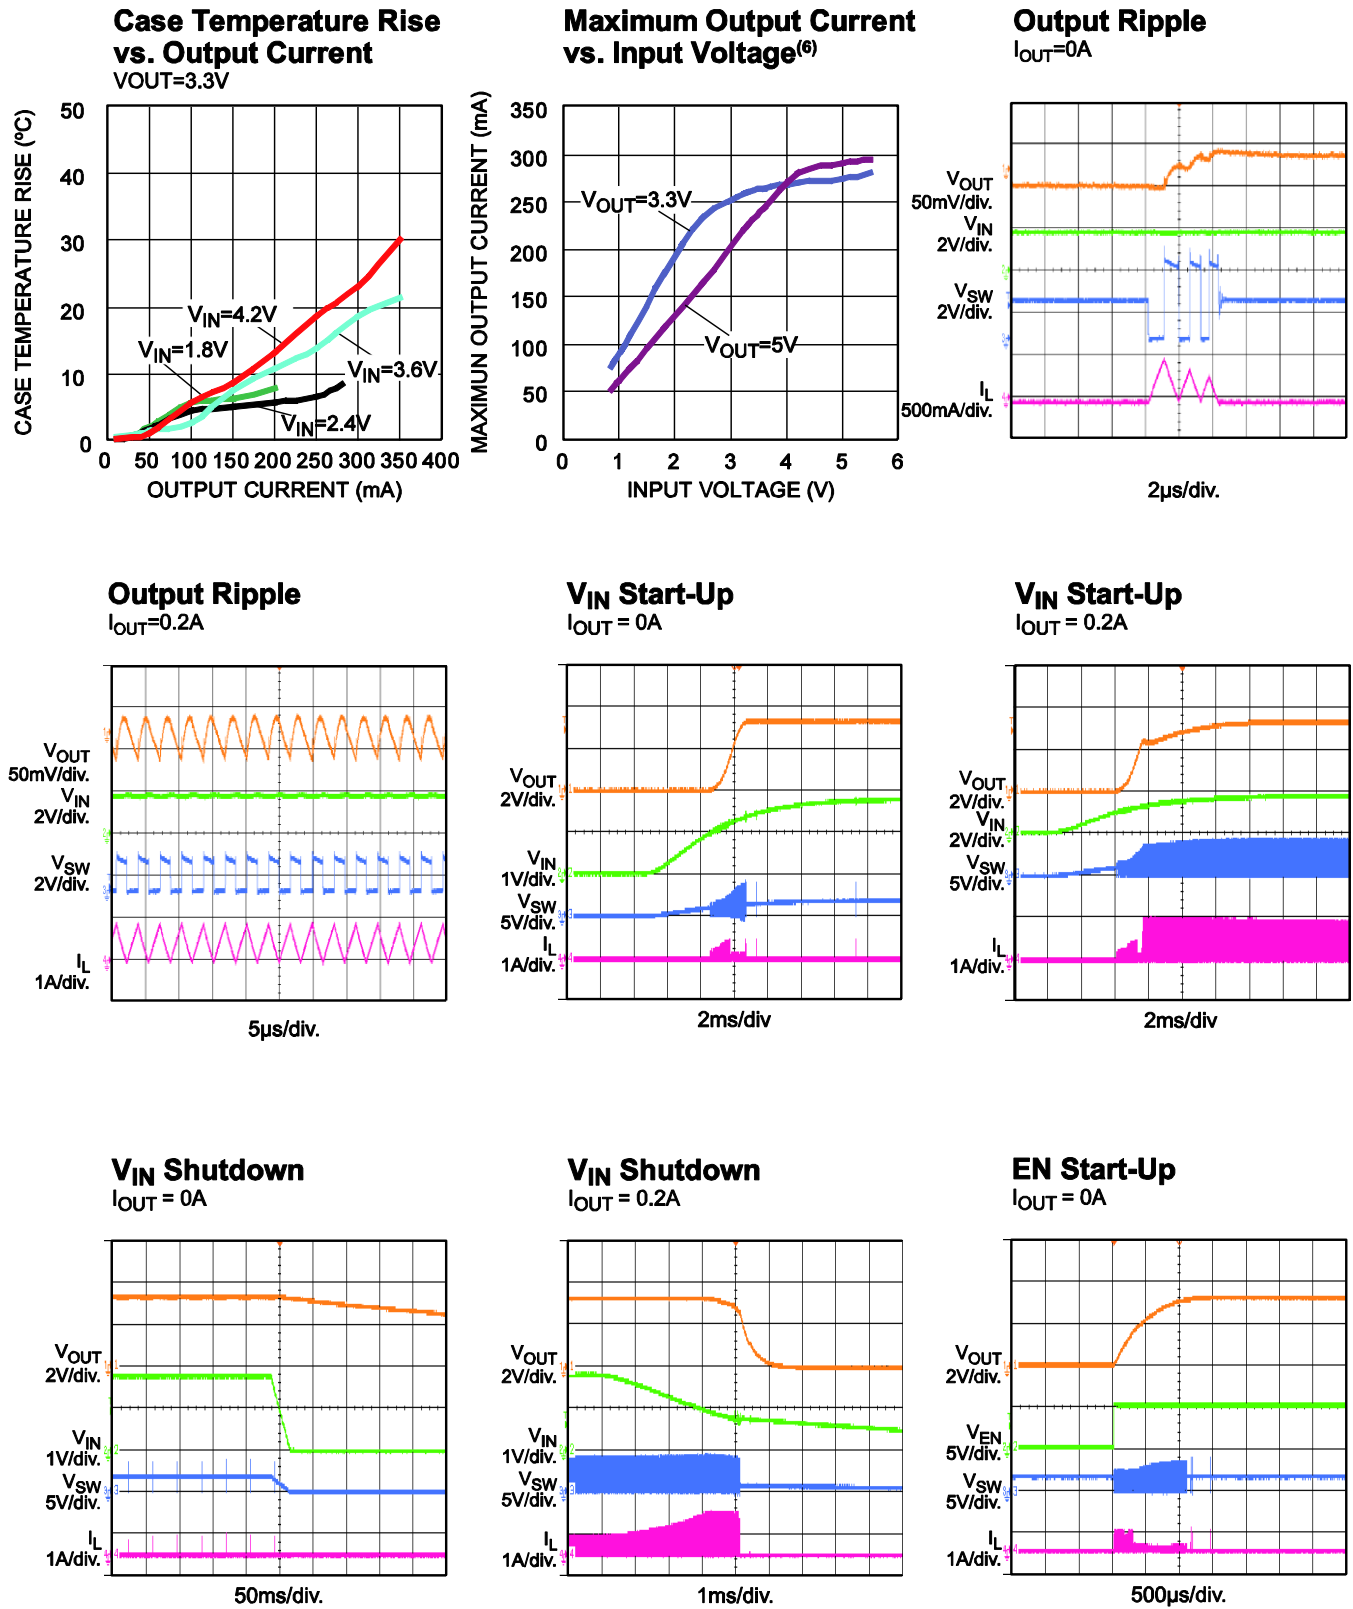 Case Temperature Rise
vs. Output Current
VOUT=3.3V
CASE TEMPERATURE RISE (ºC)
50
40
30
20
10
0
VIN=4.2V
VIN=1.8V
VIN=3.6V
VIN=2.4V
0 50 100 150 200 250 300 350 400
OUTPUT CURRENT (mA)
Maximum Output Current
vs. Input Voltage(6)
MAXIMUN OUTPUT CURRENT (mA)
350
300
250
200
150
100
50
0
VOUT=3.3V
VOUT=5V
0 1 2 3 4 5 6
INPUT VOLTAGE (V)
Output Ripple
IOUT=0A
VOUT
50mV/div.
VIN
2V/div.
VSW
2V/div.
IL
500mA/div.
2µs/div.
Output Ripple
IOUT=0.2A
VOUT
50mV/div.
VIN
2V/div.
VSW
2V/div.
IL
1A/div.
5µs/div.
VIN Start-Up
IOUT = 0A
VOUT
2V/div.
VIN
1V/div.
VSW
5V/div.
IL
1A/div.
2ms/div
VIN Start-Up
IOUT = 0.2A
VOUT
2V/div.
VIN
2V/div.
VSW
5V/div.
IL
1A/div.
2ms/div
VIN Shutdown
IOUT = 0A
VOUT
2V/div.
VIN
1V/div.
VSW
5V/div.
IL
1A/div.
50ms/div.
VIN Shutdown
IOUT = 0.2A
VOUT
2V/div.
VIN
1V/div.
VSW
5V/div.
IL
1A/div.
1ms/div.
EN Start-Up
IOUT = 0A
VOUT
2V/div.
VEN
5V/div.
VSW
5V/div.
IL
1A/div.
500µs/div.